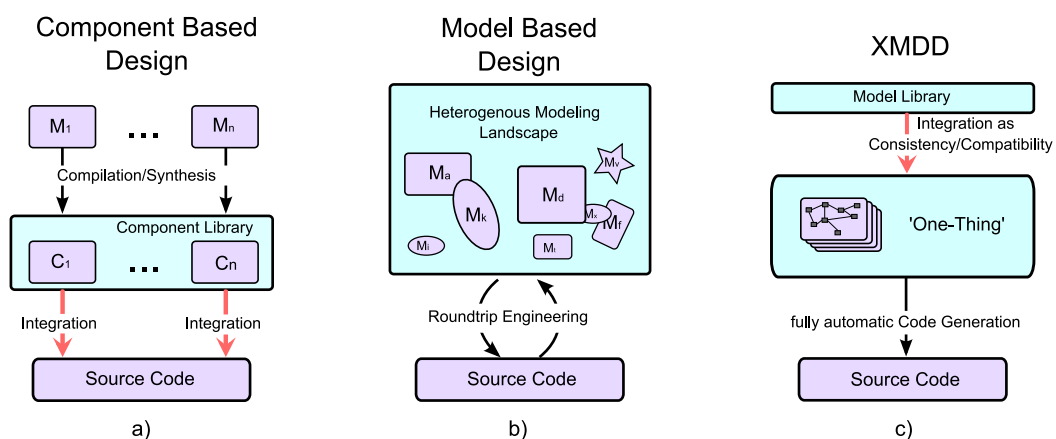 Component Based
Design
M1
...
Mn
Compilation/Synthesis
Component Library
C1
...
Cn
Integration
Integration
Source Code
a)
Model Based
Design
Heterogenous Modeling
Landscape
Ma
Mk
Mi
Md
Mv
Mx
Mf
Mt
Roundtrip Engineering
Source Code
b)
XMDD
Model Library
Integration as
Consistency/Compatibility
'One-Thing'
fully automatic Code Generation
Source Code
c)